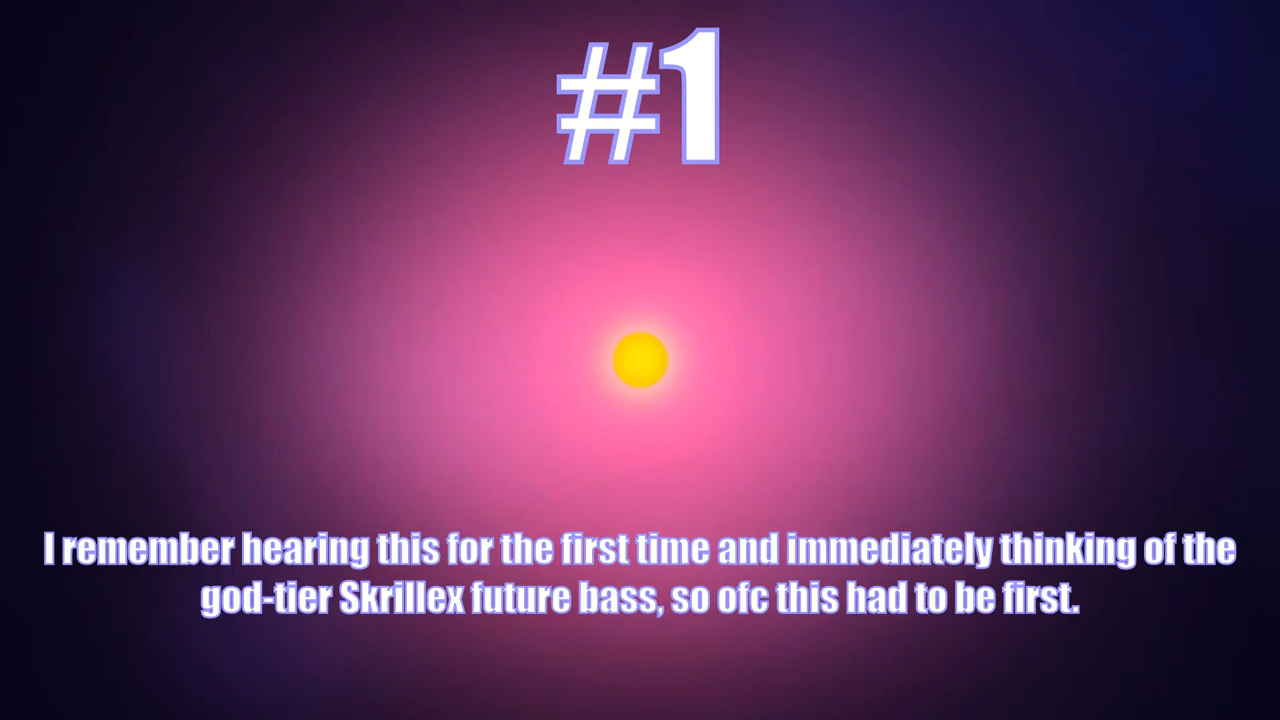 #1
I remember hearing this for the first time and immediately thinking of the
god-tier Skrillex future bass, so ofc this had to be first.